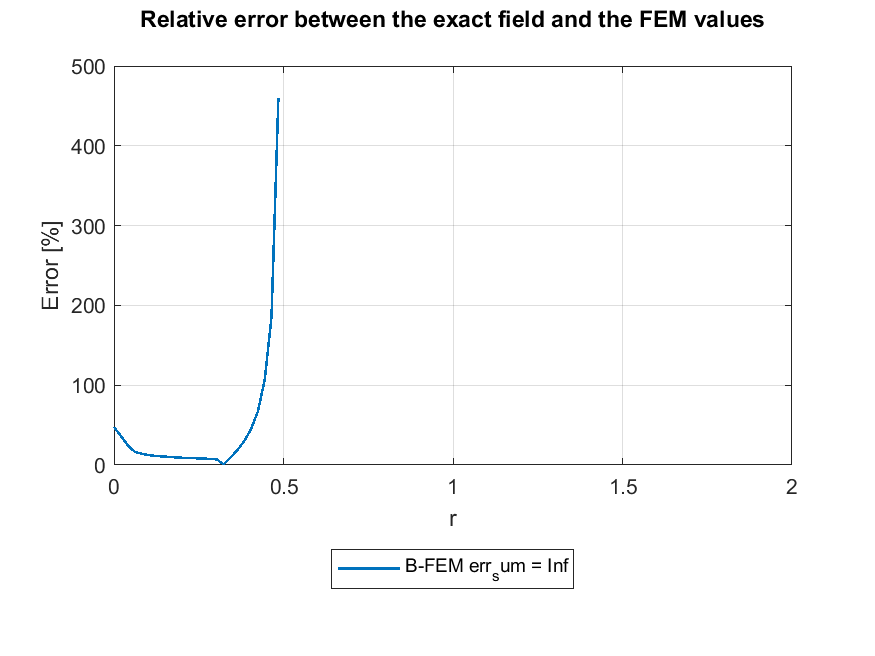 Relative error between the exact field and the FEM values
500
400
300
200
100
0
Error [%]
0 0.5 1 1.5 2
r
B-FEM err_sum = Inf